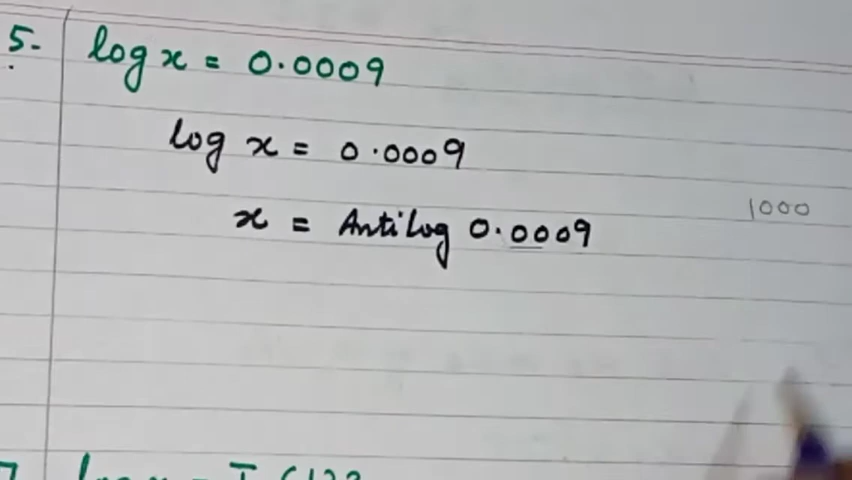 5. log x = 0.0009
log x = 0.0009
x = Antilog 0.0009
1000